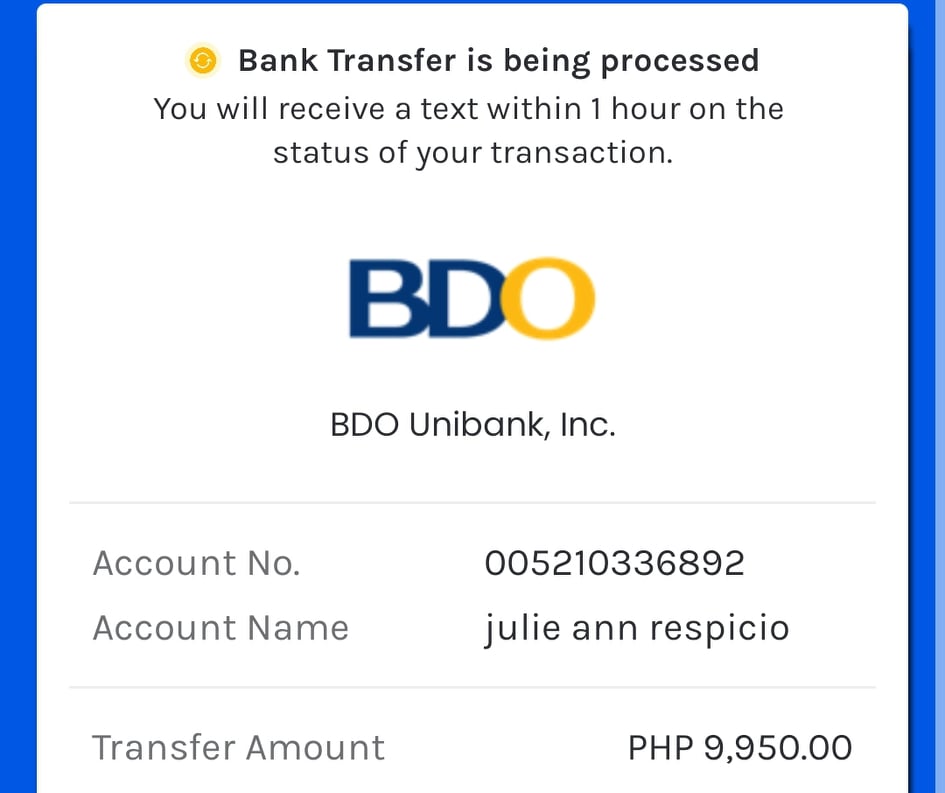 Bank Transfer is being processed
You will receive a text within 1 hour on the
status of your transaction.
BDO
BDO Unibank, Inc.
Account No. 005210336892
Account Name julie ann respicio
Transfer Amount PHP 9,950.00